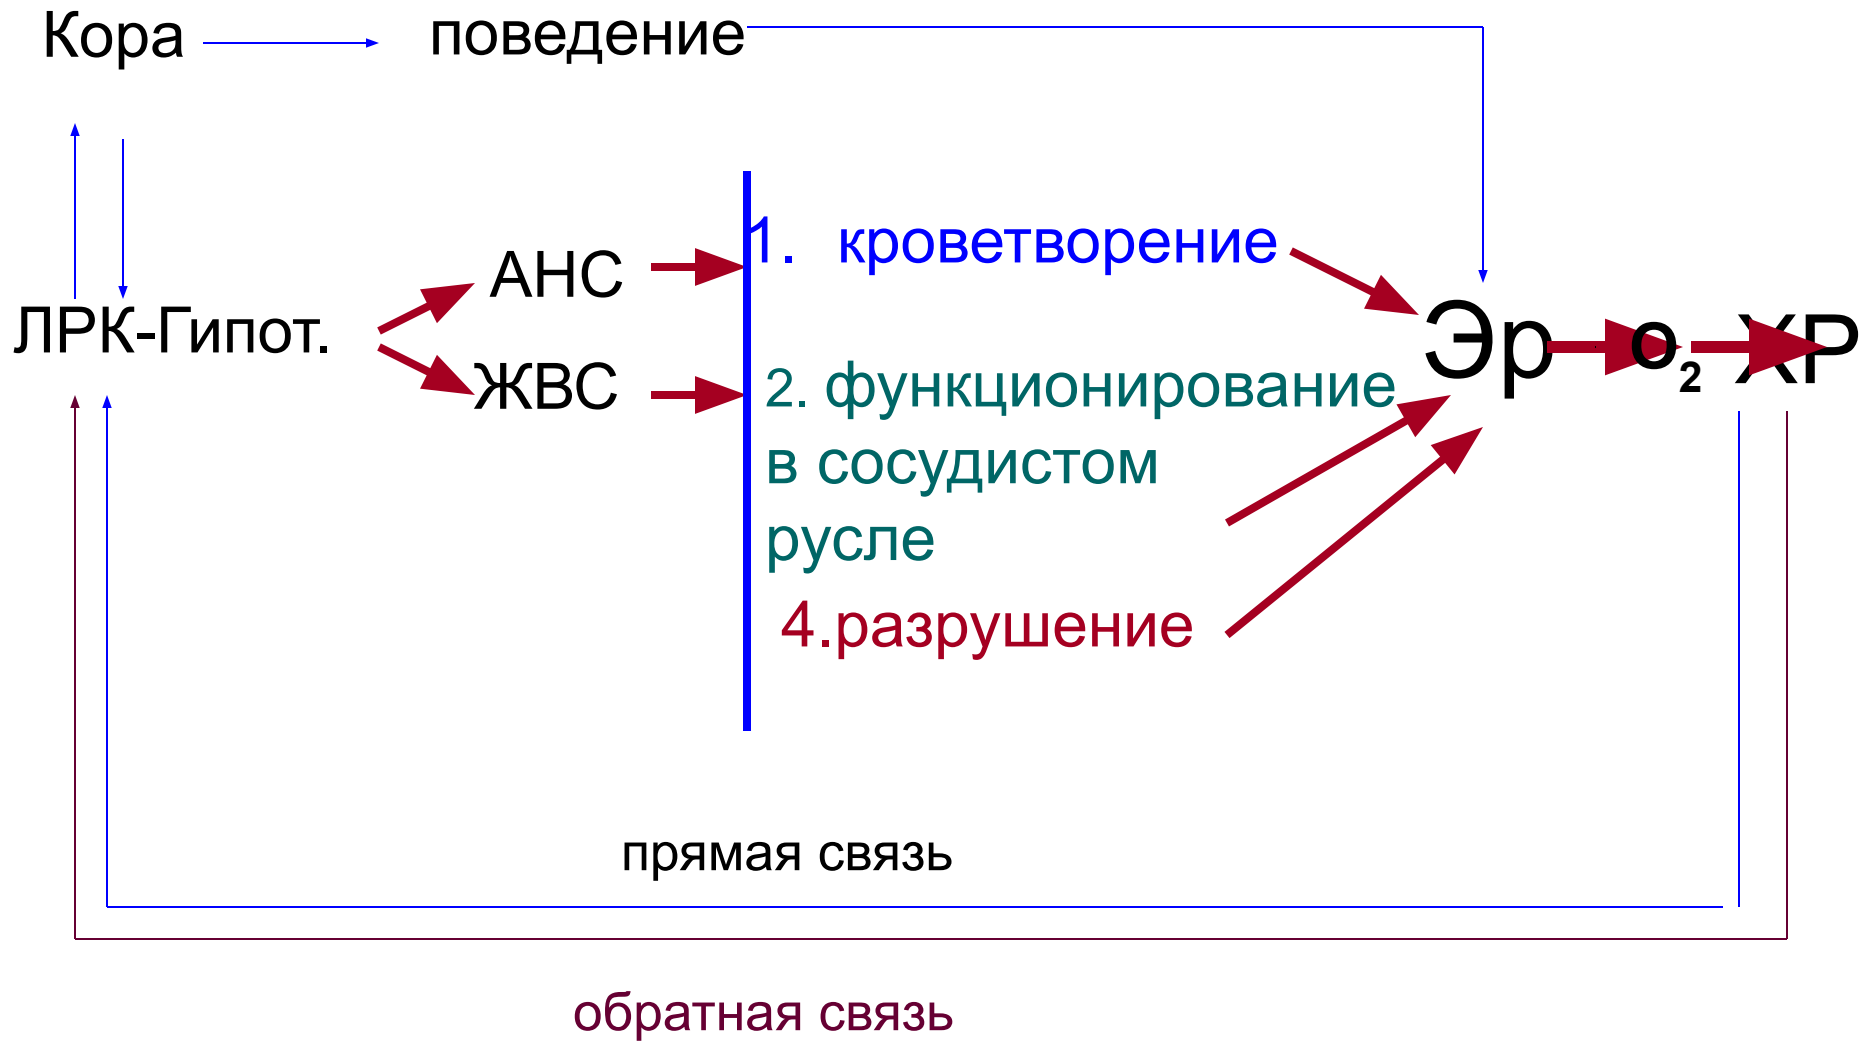 Кора
поведение
АНС
ЛРК-Гипот.
ЖВС
1. кроветворение
2. функционирование
в сосудистом
русле
4.разрушение
Эр
О₂
ХР
прямая связь
обратная связь